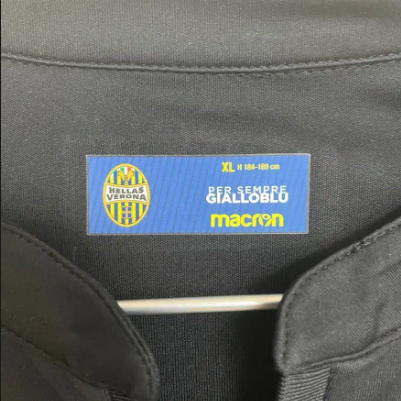 XL H 184-189 cm
HELLAS
VERONA
PER SEMPRE
GIALLOBLU
macron